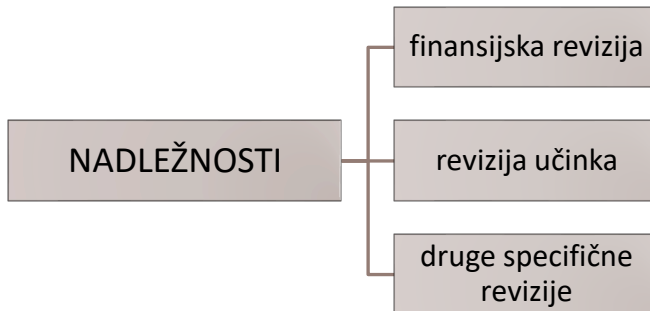 finansijska revizija
NADLEŽNOSTI
revizija učinka
druge specifične
revizije